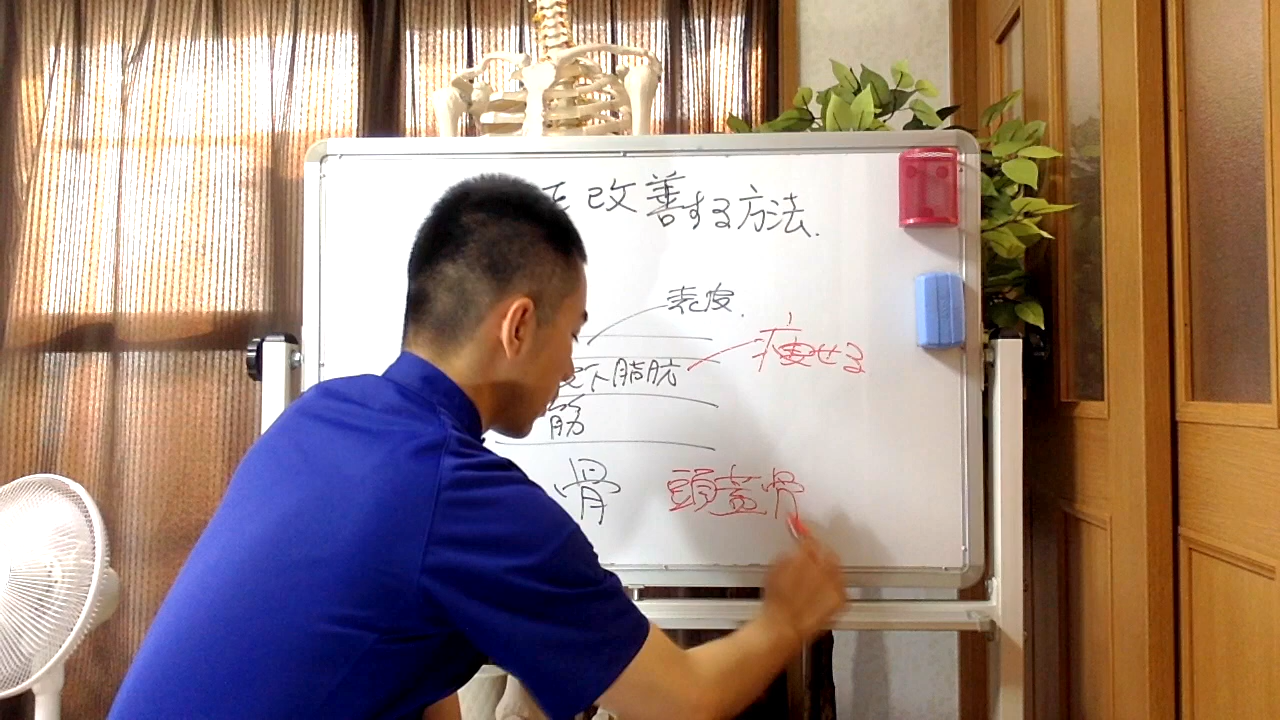 を改善する方法.
表皮.
皮下脂肪 痩せる
筋
骨 頭蓋骨